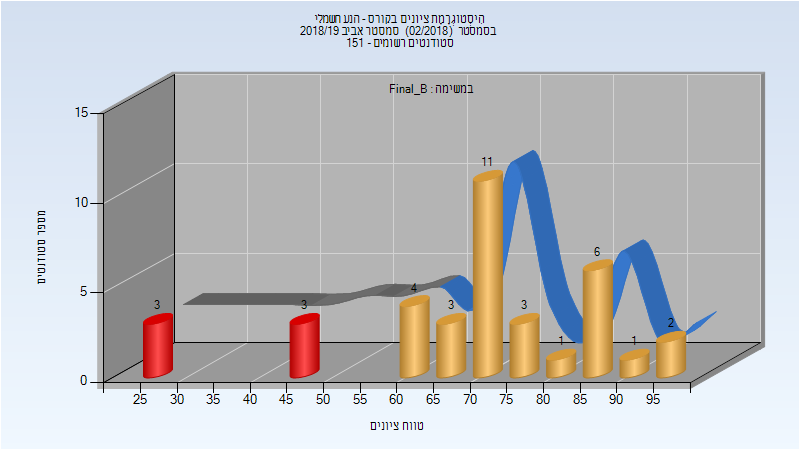 היסטוגרמת ציונים בקורס - הנע חשמלי
בסמסטר (02/2018) סמסטר אביב 2018/19
סטודנטים רשומים - 151
במשימה : Final_B
מספר סטודנטים
15
10
5
0
3
3
4
3
11
3
1
6
1
2
25 30 35 40 45 50 55 60 65 70 75 80 85 90 95
טווח ציונים